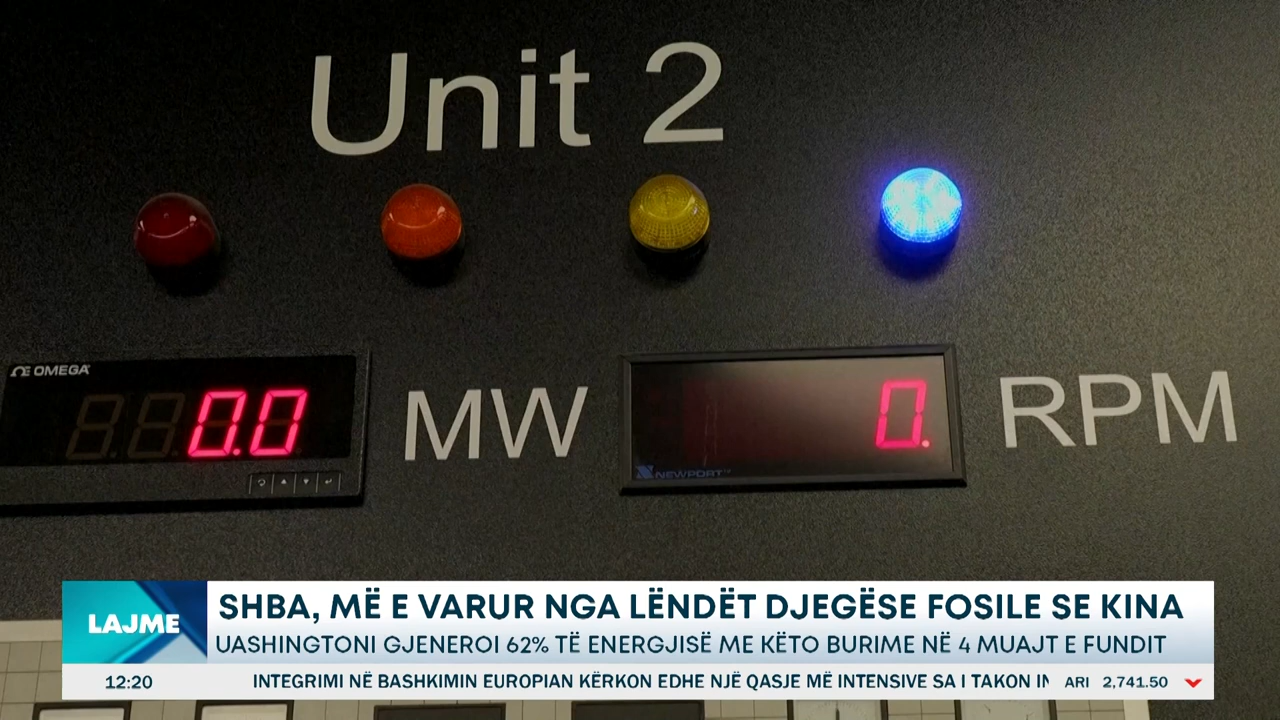 Unit 2
OMEGA
0.0 MW
0. RPM
NEWPORT
LAJME
SHBA, MË E VARUR NGA LËNDËT DJEGËSE FOSILE SE KINA
UASHINGTONI GJENEROI 62% TË ENERGJISË ME KËTO BURIME NË 4 MUAJT E FUNDIT
12:20 INTEGRIMI NË BASHKIMIN EUROPIAN KËRKON EDHE NJË QASJE MË INTENSIVE SA I TAKON IN ARI 2,741.50